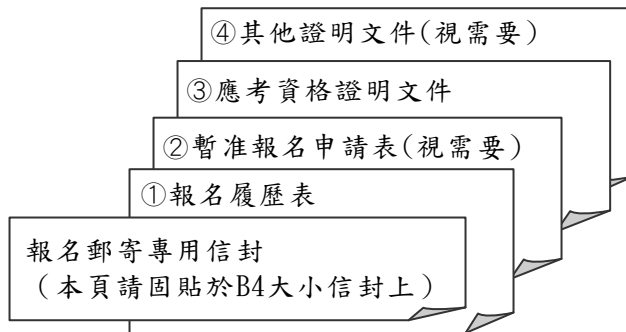 ④其他證明文件(視需要)
③應考資格證明文件
②暫准報名申請表(視需要)
①報名履歷表
報名郵寄專用信封
（本頁請固貼於B4大小信封上）